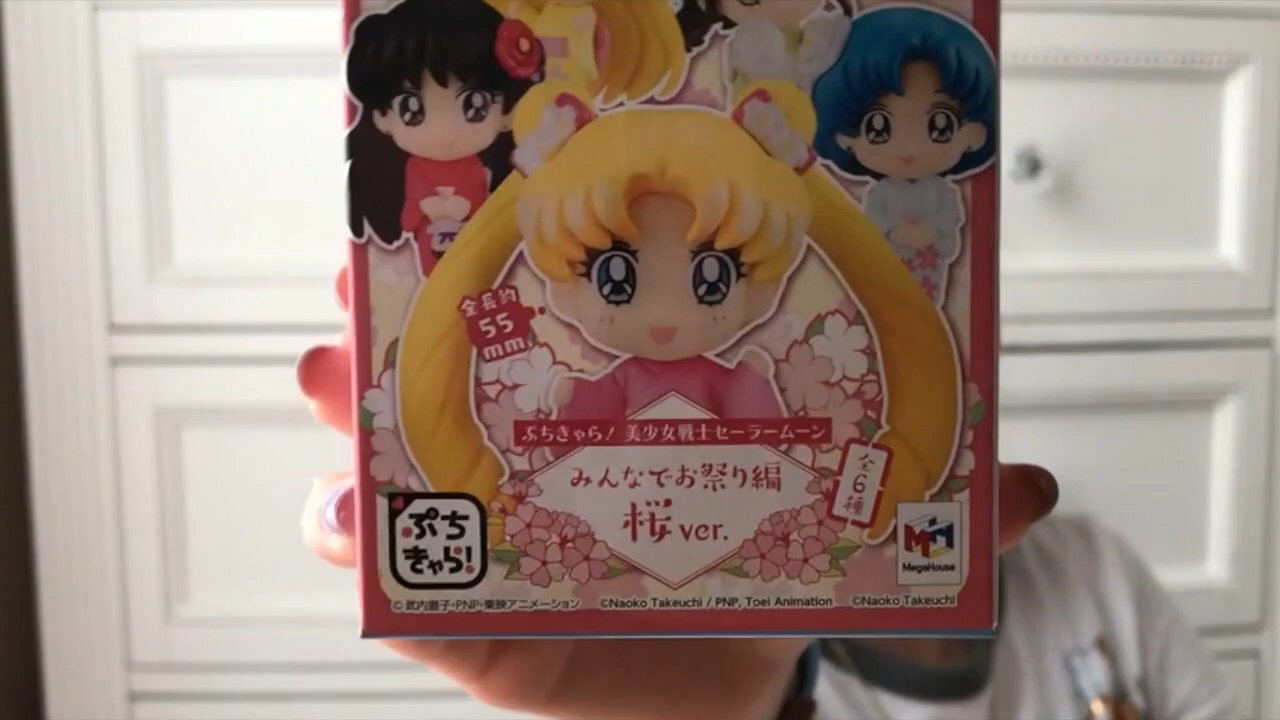 全長約
55
mm
ぷちきゃら! 美少女戦士セーラームーン
みんなでお祭り編
桜 ver.
全6種
ぷち
きゃら!
MegaHouse
© 武内直子・PNP・東映アニメーション ©Naoko Takeuchi / PNP, Toei Animation ©Naoko Takeuchi